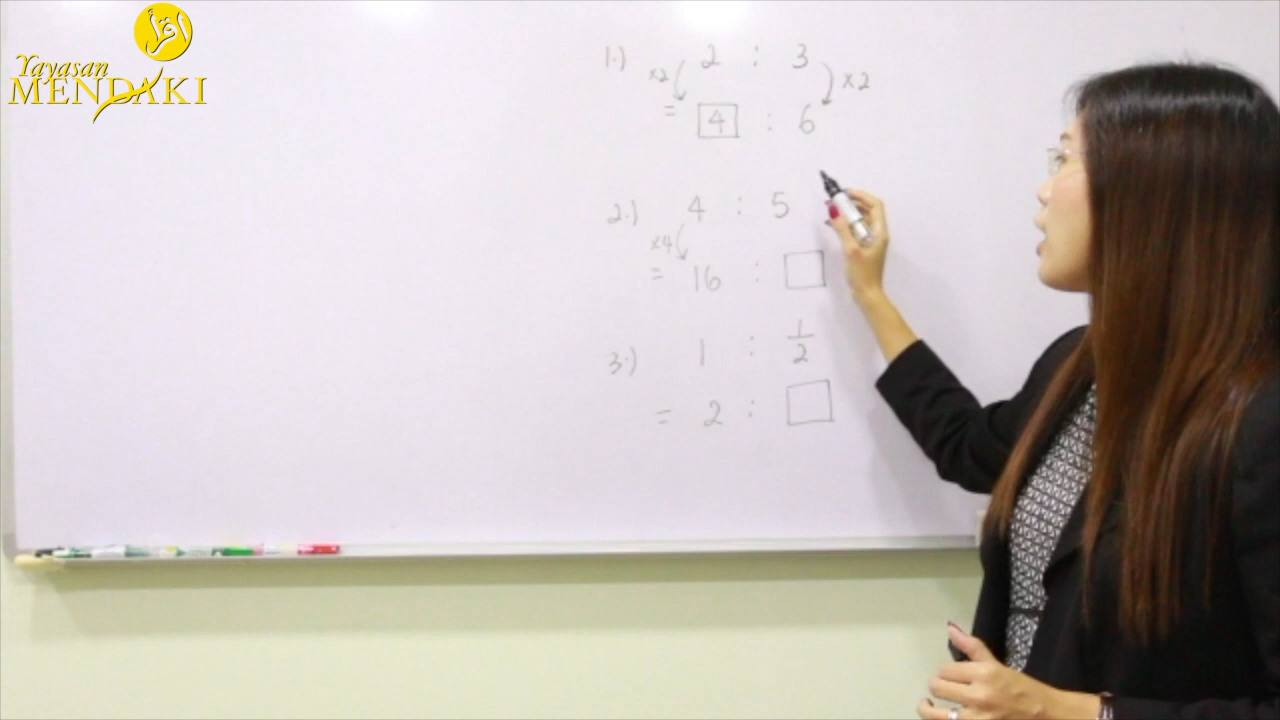 اقرأ
Yayasan
MENDAKI
1.) 2 : 3
x2 x2
= 4 : 6
2.) 4 : 5
x4
= 16 :
3.) 1 : 1/2
= 2 :